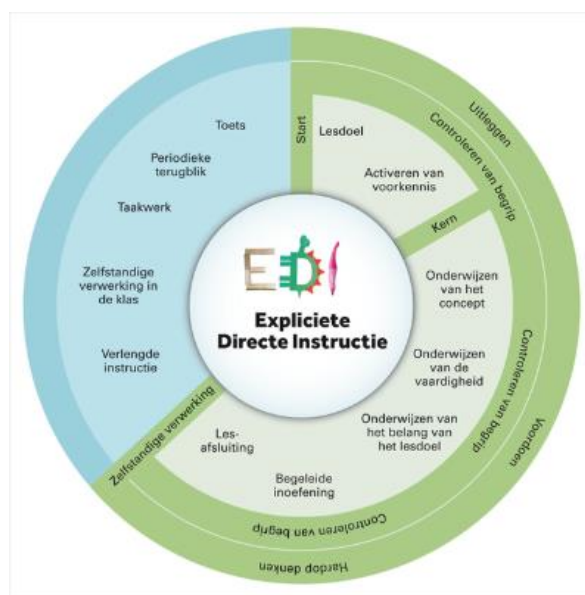 Uitleggen
Controleren van begrip
Start
Lesdoel
Activeren van
voorkennis
Kern
Onderwijzen
van het
concept
Onderwijzen
van de
vaardigheid
Onderwijzen van
het belang van
het lesdoel
Controleren van begrip
Voordoen
Begeleide
inoefening
Les-
afsluiting
Controleren van begrip
Hardop denken
Zelfstandige verwerking
Verlengde
instructie
Zelfstandige
verwerking in
de klas
Taakwerk
Periodieke
terugblik
Toets
EDI
Expliciete
Directe Instructie